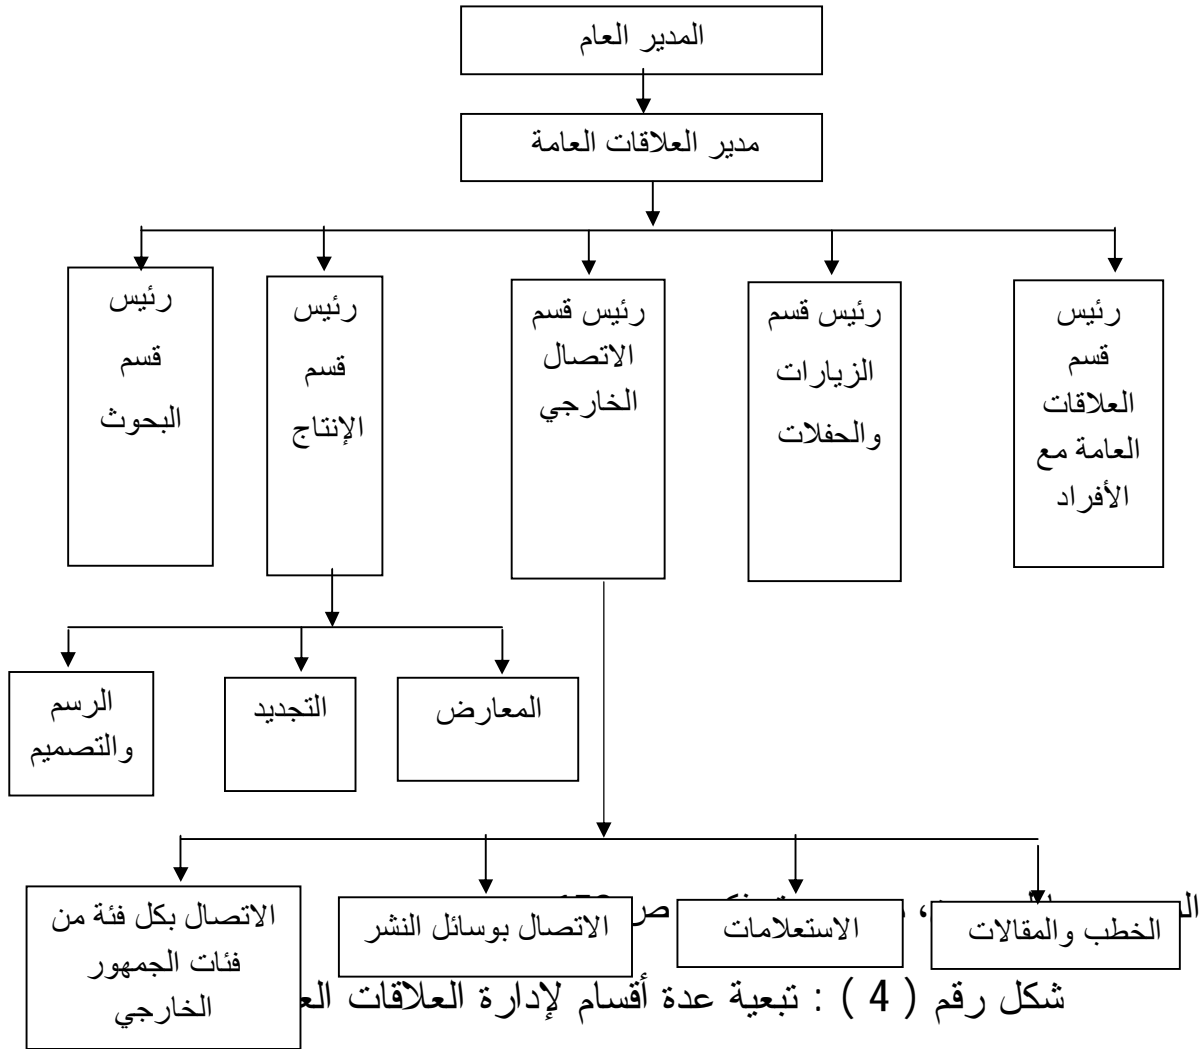 المدير العام
مدير العلاقات العامة
رئيس
قسم
العلاقات
العامة مع
الأفراد
رئيس قسم
الزيارات
والحفلات
رئيس قسم
الاتصال
الخارجي
رئيس
قسم
الإنتاج
رئيس
قسم
البحوث
المعارض
التجديد
الرسم
والتصميم
الخطب والمقالات
الاستعلامات
الاتصال بوسائل النشر
الاتصال بكل فئة من
فئات الجمهور
الخارجي
ص
شكل رقم ( 4 ) : تبعية عدة أقسام لإدارة العلاقات